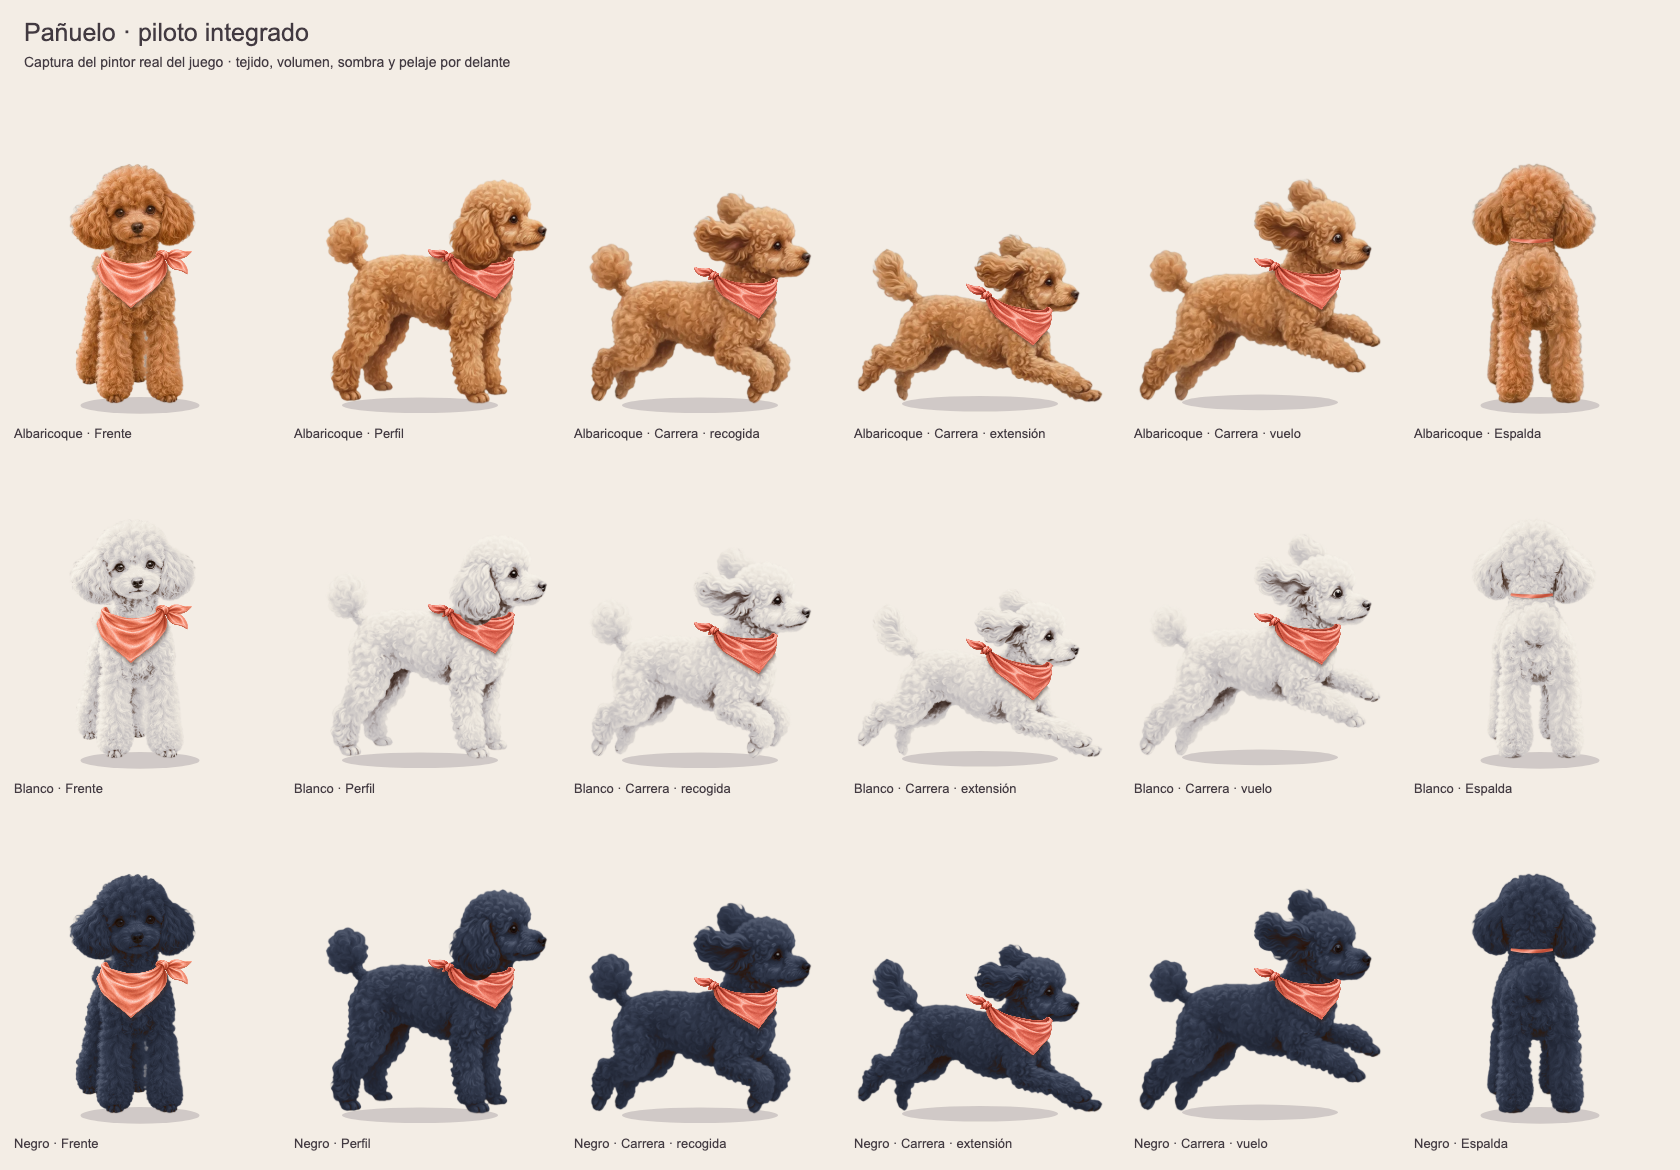 Pañuelo · piloto integrado
Captura del pintor real del juego · tejido, volumen, sombra y pelaje por delante
Albaricoque · Frente
Albaricoque · Perfil
Albaricoque · Carrera · recogida
Albaricoque · Carrera · extensión
Albaricoque · Carrera · vuelo
Albaricoque · Espalda
Blanco · Frente
Blanco · Perfil
Blanco · Carrera · recogida
Blanco · Carrera · extensión
Blanco · Carrera · vuelo
Blanco · Espalda
Negro · Frente
Negro · Perfil
Negro · Carrera · recogida
Negro · Carrera · extensión
Negro · Carrera · vuelo
Negro · Espalda